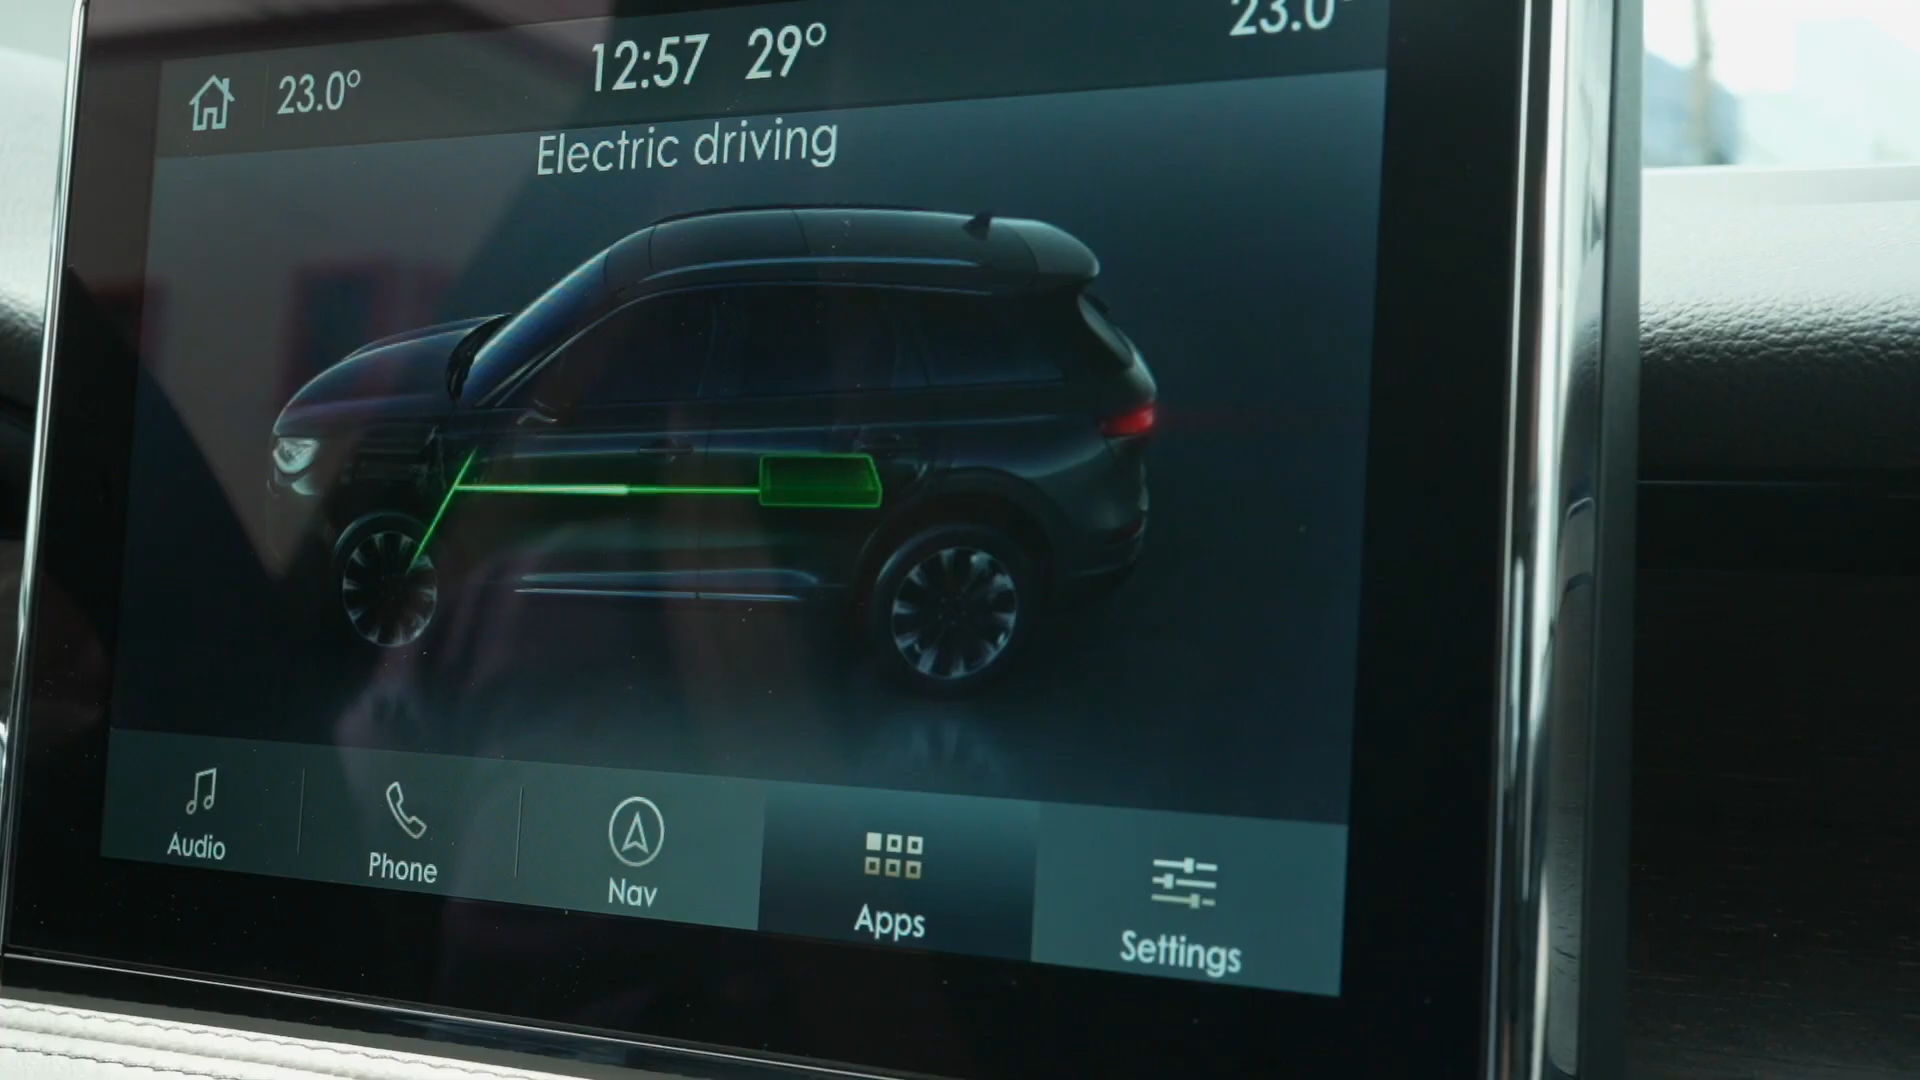 23.0°
12:57 29°
23.0°
Electric driving
Audio
Phone
Nav
Apps
Settings